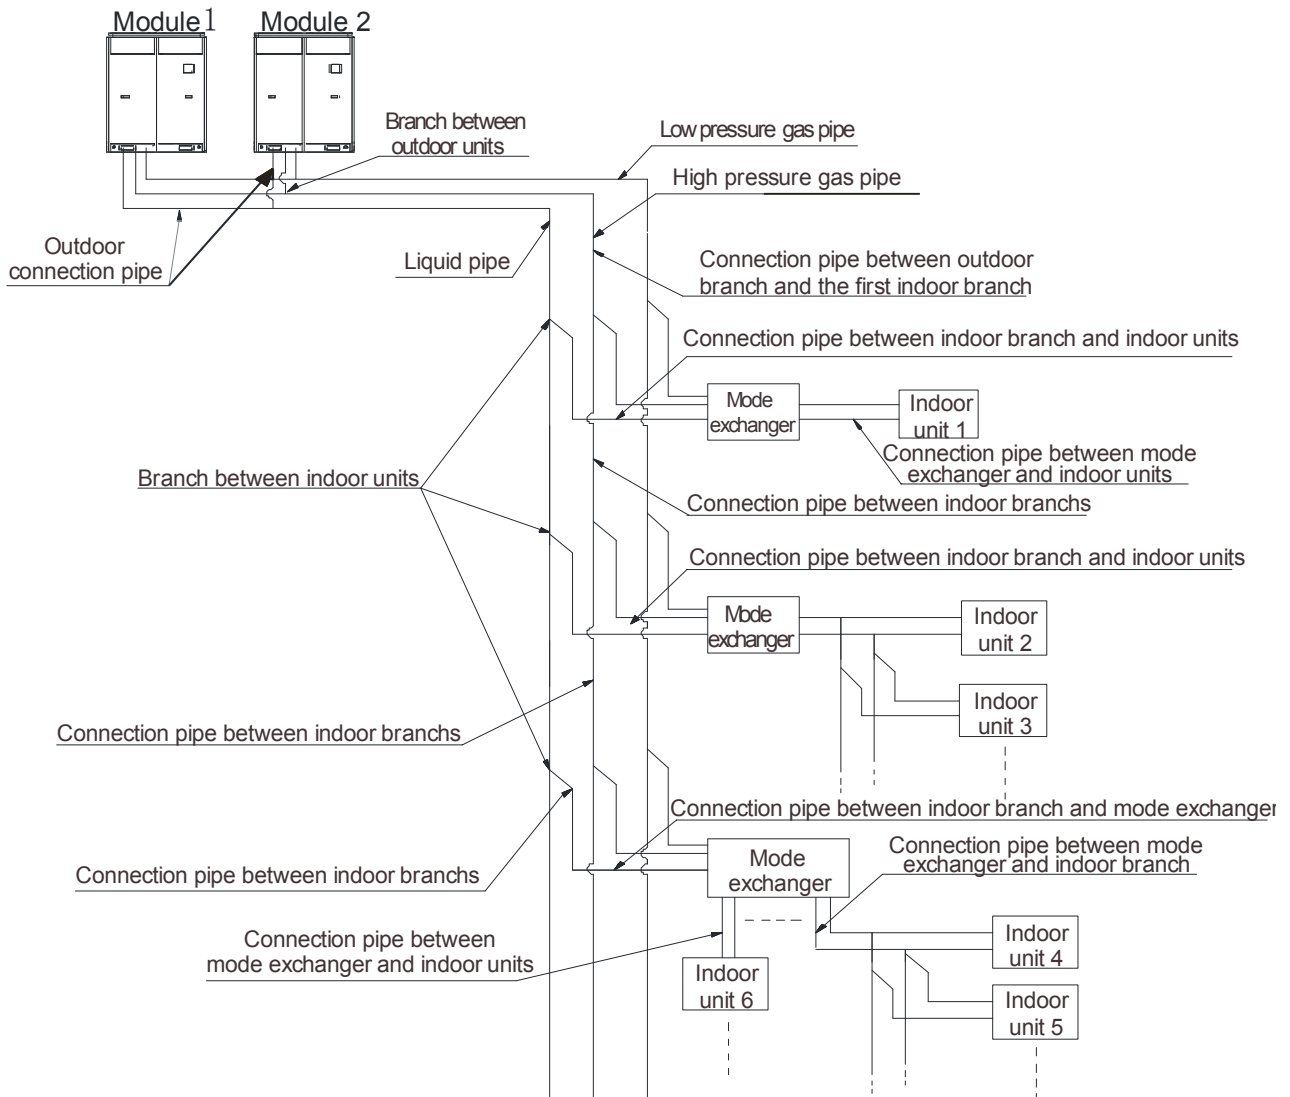 Module1
Module 2
Branch between
outdoor units
Low pressure gas pipe
High pressure gas pipe
Outdoor
connection pipe
Liquid pipe
Connection pipe between outdoor
branch and the first indoor branch
Connection pipe between indoor branch and indoor units
Mode
exchanger
Indoor
unit 1
Connection pipe between mode
exchanger and indoor units
Branch between indoor units
Connection pipe between indoor branchs
Connection pipe between indoor branch and indoor units
Mode
exchanger
Indoor
unit 2
Indoor
unit 3
Connection pipe between indoor branchs
Connection pipe between indoor branch and mode exchanger
Connection pipe between mode
exchanger and indoor branch
Mode
exchanger
Connection pipe between indoor branchs
Connection pipe between
mode exchanger and indoor units
Indoor
unit 4
Indoor
unit 6
Indoor
unit 5